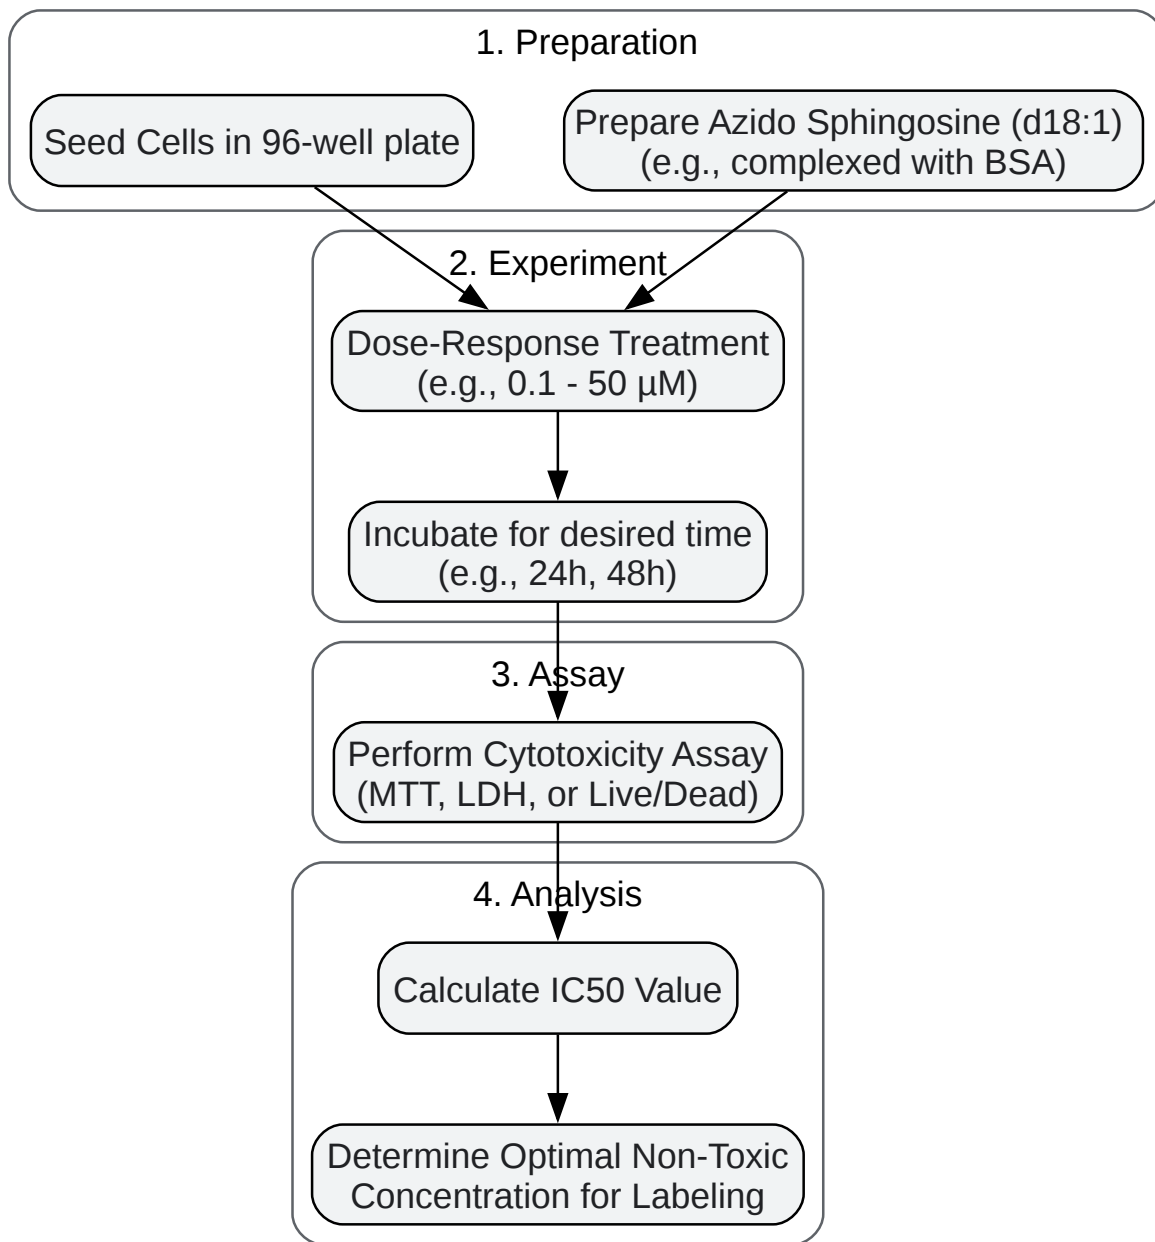 1. Preparation
Seed Cells in 96-well plate
Prepare Azido Sphingosine (d18:1)
(e.g., complexed with BSA)
2. Experiment
Dose-Response Treatment
(e.g., 0.1 - 50 µM)
Incubate for desired time
(e.g., 24h, 48h)
3. Assay
Perform Cytotoxicity Assay
(MTT, LDH, or Live/Dead)
4. Analysis
Calculate IC50 Value
Determine Optimal Non-Toxic
Concentration for Labeling